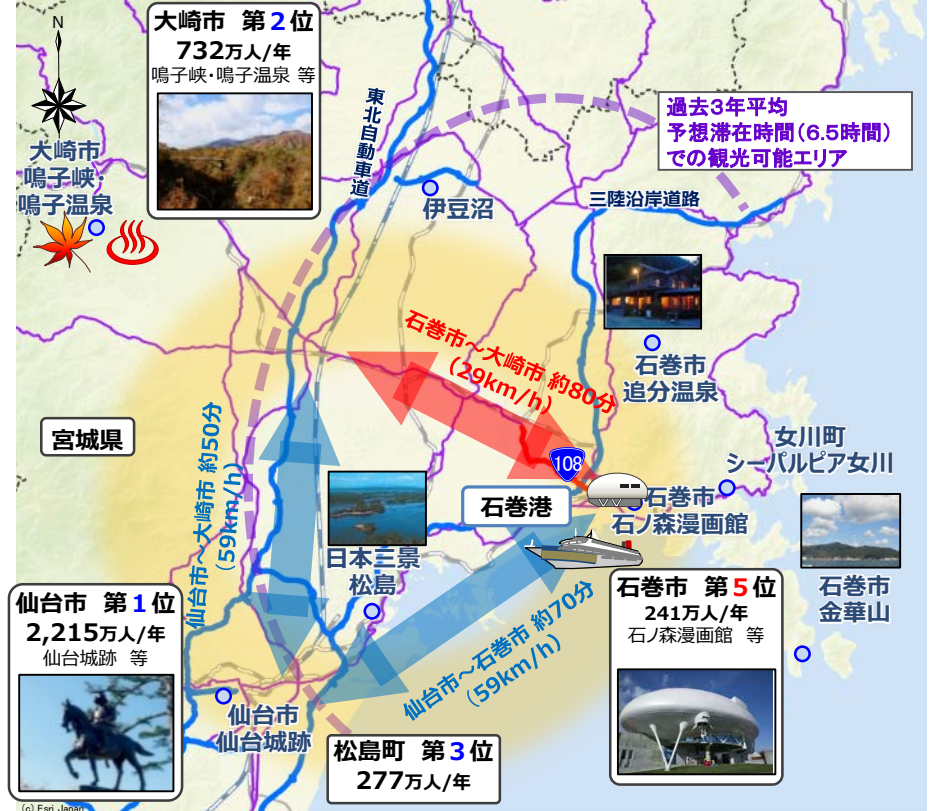 大崎市 第2位
732万人/年
鳴子峡・鳴子温泉 等
N
大崎市
鳴子峡・
鳴子温泉
東北自動車道
過去3年平均
予想滞在時間(6.5時間)
での観光可能エリア
伊豆沼
三陸沿岸道路
石巻市
追分温泉
石巻市～大崎市 約80分
(29km/h)
宮城県
仙台市～大崎市 約50分
(59km/h)
108
女川町
シーパルピア女川
石巻港
石巻市
石ノ森漫画館
日本三景
松島
石巻市
金華山
仙台市～石巻市 約70分
(59km/h)
仙台市 第1位
2,215万人/年
仙台城跡 等
仙台市
仙台城跡
松島町 第3位
277万人/年
石巻市 第5位
241万人/年
石ノ森漫画館 等
(c) Esri Japan